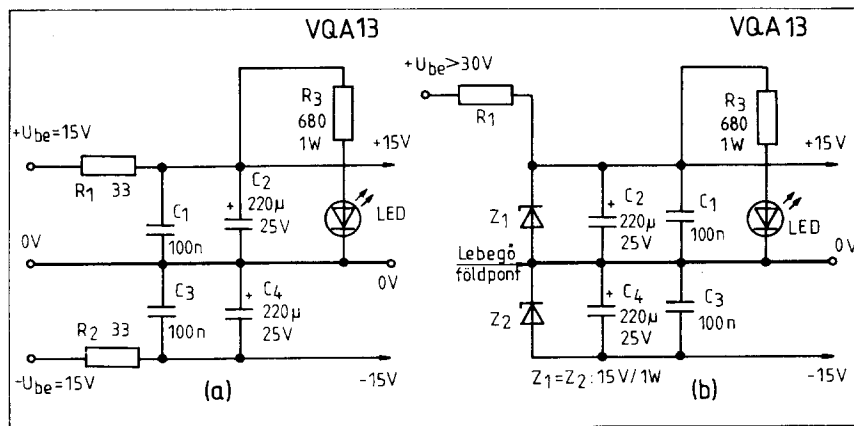 VQA13
+Ube=15V
R1 33
R3
680
1W
+15V
C1
100n
C2
+ 220µ
25V
LED
0V
0V
C3
100n
C4
+ 220µ
25V
R2 33
-Ube=15V
-15V
(a)
VQA13
+Ube>30V
R1
R3
680
1W
+15V
Z1
C2
+ 220µ
25V
C1
100n
LED
0V
Lebegő
földpont
Z2
C4
+ 220µ
25V
C3
100n
-15V
Z1=Z2:15V/1W
(b)